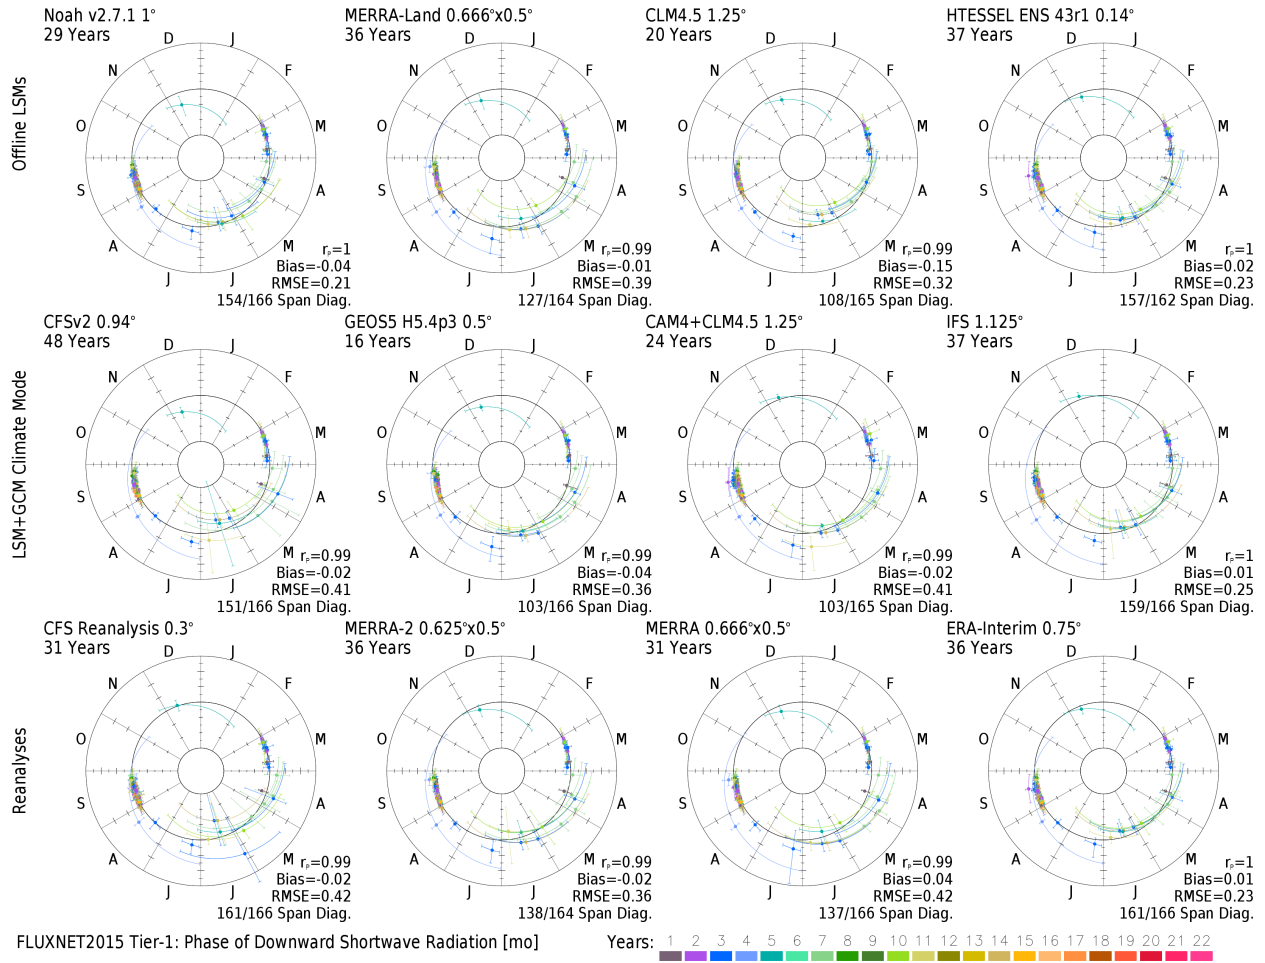 Noah v2.7.1 1°
29 Years
MERRA-Land 0.666°x0.5°
36 Years
CLM4.5 1.25°
20 Years
HTESSEL ENS 43r1 0.14°
37 Years
Offline LSMs
D J F M A M J J A S O N
rₚ=1
Bias=-0.04
RMSE=0.21
154/166 Span Diag.
D J F M A M J J A S O N
rₚ=0.99
Bias=-0.01
RMSE=0.39
127/164 Span Diag.
D J F M A M J J A S O N
rₚ=0.99
Bias=-0.15
RMSE=0.32
108/165 Span Diag.
D J F M A M J J A S O N
rₚ=1
Bias=0.02
RMSE=0.23
157/162 Span Diag.
CFSv2 0.94°
48 Years
GEOS5 H5.4p3 0.5°
16 Years
CAM4+CLM4.5 1.25°
24 Years
IFS 1.125°
37 Years
LSM+GCM Climate Mode
D J F M A M J J A S O N
rₚ=0.99
Bias=-0.02
RMSE=0.41
151/166 Span Diag.
D J F M A M J J A S O N
rₚ=0.99
Bias=-0.04
RMSE=0.36
103/166 Span Diag.
D J F M A M J J A S O N
rₚ=0.99
Bias=-0.02
RMSE=0.41
103/165 Span Diag.
D J F M A M J J A S O N
rₚ=1
Bias=0.01
RMSE=0.25
159/166 Span Diag.
CFS Reanalysis 0.3°
31 Years
MERRA-2 0.625°x0.5°
36 Years
MERRA 0.666°x0.5°
31 Years
ERA-Interim 0.75°
36 Years
Reanalyses
D J F M A M J J A S O N
rₚ=0.99
Bias=-0.02
RMSE=0.42
161/166 Span Diag.
D J F M A M J J A S O N
rₚ=0.99
Bias=-0.02
RMSE=0.36
138/164 Span Diag.
D J F M A M J J A S O N
rₚ=0.99
Bias=0.04
RMSE=0.42
137/166 Span Diag.
D J F M A M J J A S O N
rₚ=1
Bias=0.01
RMSE=0.23
161/166 Span Diag.
FLUXNET2015 Tier-1: Phase of Downward Shortwave Radiation [mo]
Years: 1 2 3 4 5 6 7 8 9 10 11 12 13 14 15 16 17 18 19 20 21 22